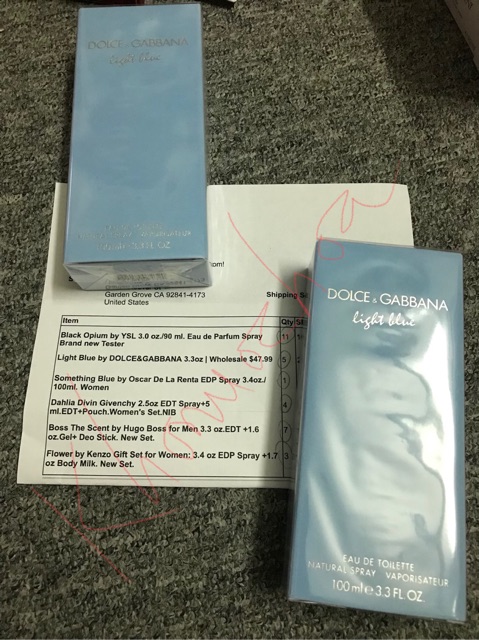 DOLCE & GABBANA
light blue
om!
Garden Grove CA 92841-4173
United States
Shipping
Item
Qty
Black Opium by YSL 3.0 oz./90 ml. Eau de Parfum Spray
Brand new Tester
11
Light Blue by DOLCE&GABBANA 3.3oz | Wholesale $47.99
5
Something Blue by Oscar De La Renta EDP Spray 3.4oz./
100ml. Women
1
Dahlia Divin Givenchy 2.5oz EDT Spray+5
ml.EDT+Pouch.Women's Set.NIB
4
Boss The Scent by Hugo Boss for Men 3.3 oz.EDT +1.6
oz.Gel+ Deo Stick. New Set.
7
Flower by Kenzo Gift Set for Women: 3.4 oz EDP Spray +1.7
oz Body Milk. New Set.
3
DOLCE & GABBANA
light blue
EAU DE TOILETTE
NATURAL SPRAY VAPORISATEUR
100 ml e 3.3 FL. OZ.